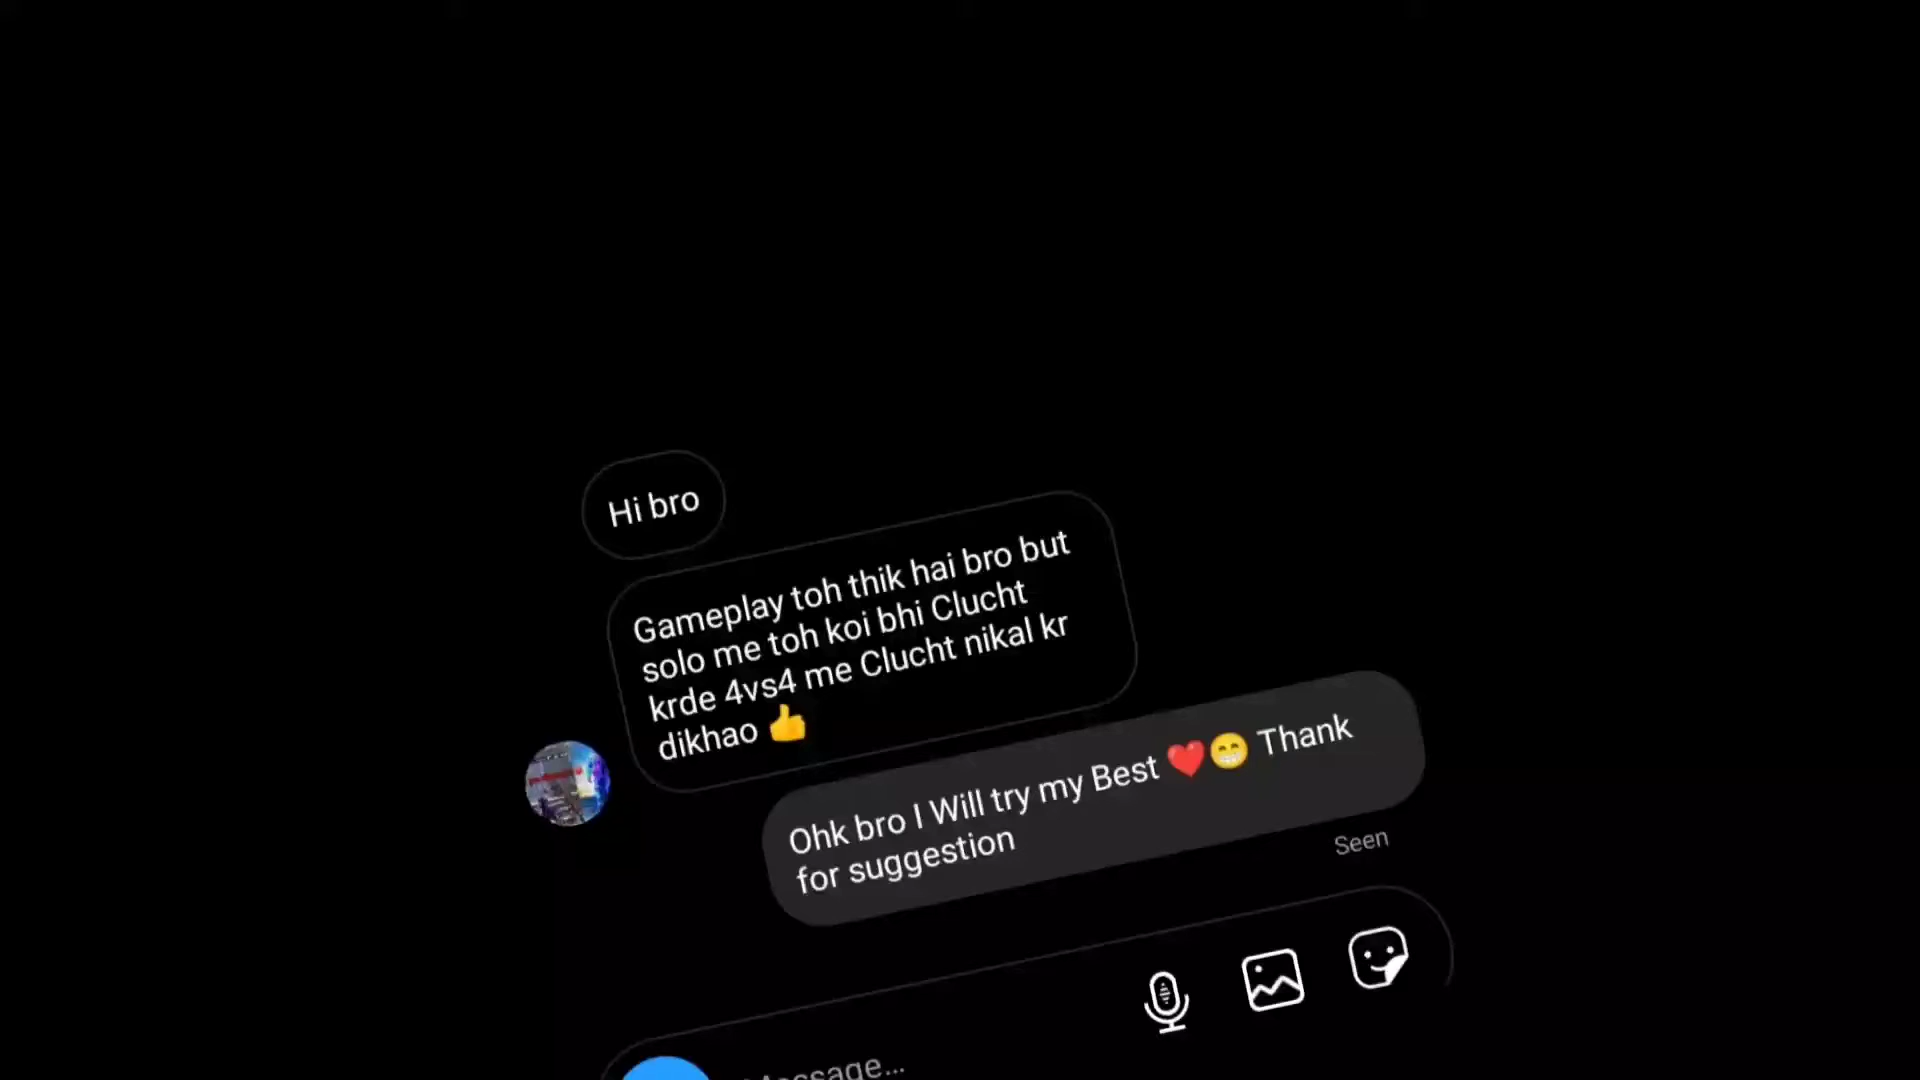 Hi bro
Gameplay toh thik hai bro but
solo me toh koi bhi Clucht
krde 4vs4 me Clucht nikal kr
dikhao 👍
Ohk bro I Will try my Best ❤️😁 Thank
for suggestion
Seen
Message...